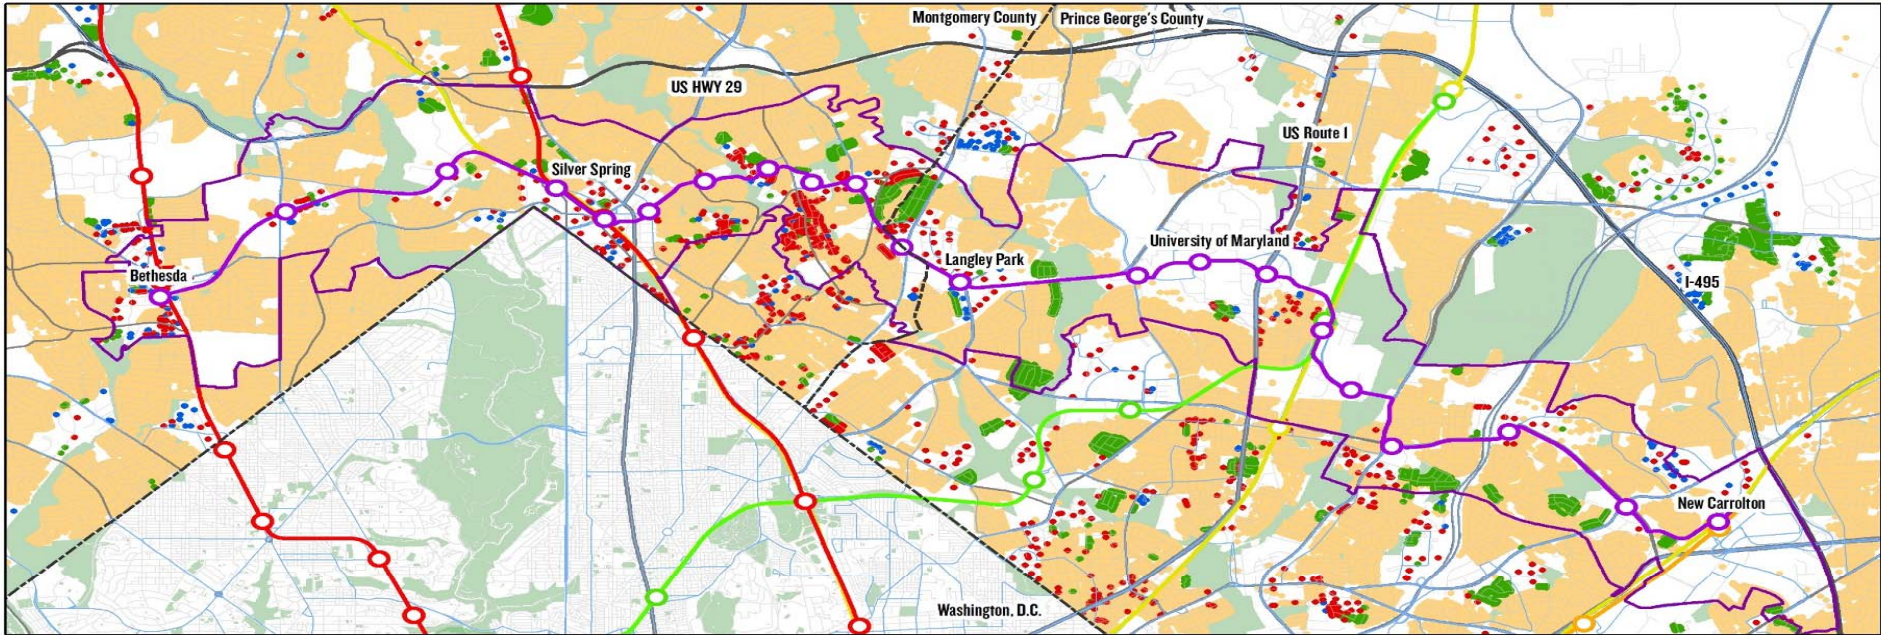 Montgomery County
Prince George's County
US HWY 29
US Route 1
Silver Spring
University of Maryland
Langley Park
Bethesda
I-495
New Carrolton
Washington, D.C.